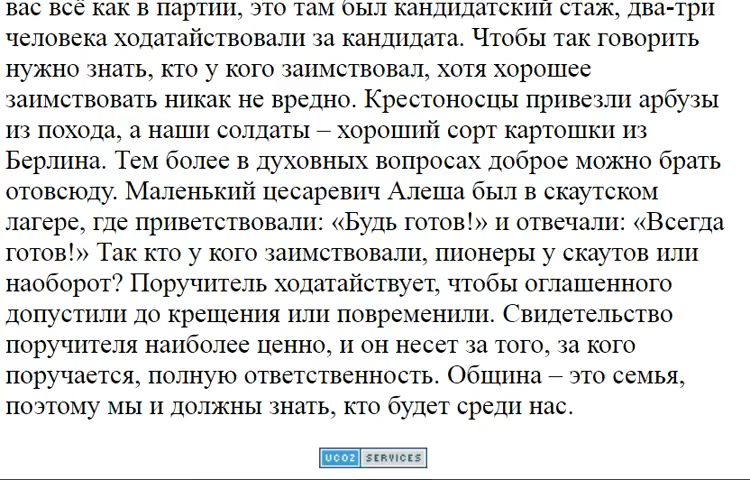 вас всё как в партии, это там был кандидатский стаж, два-три
человека ходатайствовали за кандидата. Чтобы так говорить
нужно знать, кто у кого заимствовал, хотя хорошее
заимствовать никак не вредно. Крестоносцы привезли арбузы
из похода, а наши солдаты – хороший сорт картошки из
Берлина. Тем более в духовных вопросах доброе можно брать
отовсюду. Маленький цесаревич Алеша был в скаутском
лагере, где приветствовали: «Будь готов!» и отвечали: «Всегда
готов!» Так кто у кого заимствовали, пионеры у скаутов или
наоборот? Поручитель ходатайствует, чтобы оглашенного
допустили до крещения или повременили. Свидетельство
поручителя наиболее ценно, и он несет за того, за кого
поручается, полную ответственность. Община – это семья,
поэтому мы и должны знать, кто будет среди нас.
UCOZ SERVICES